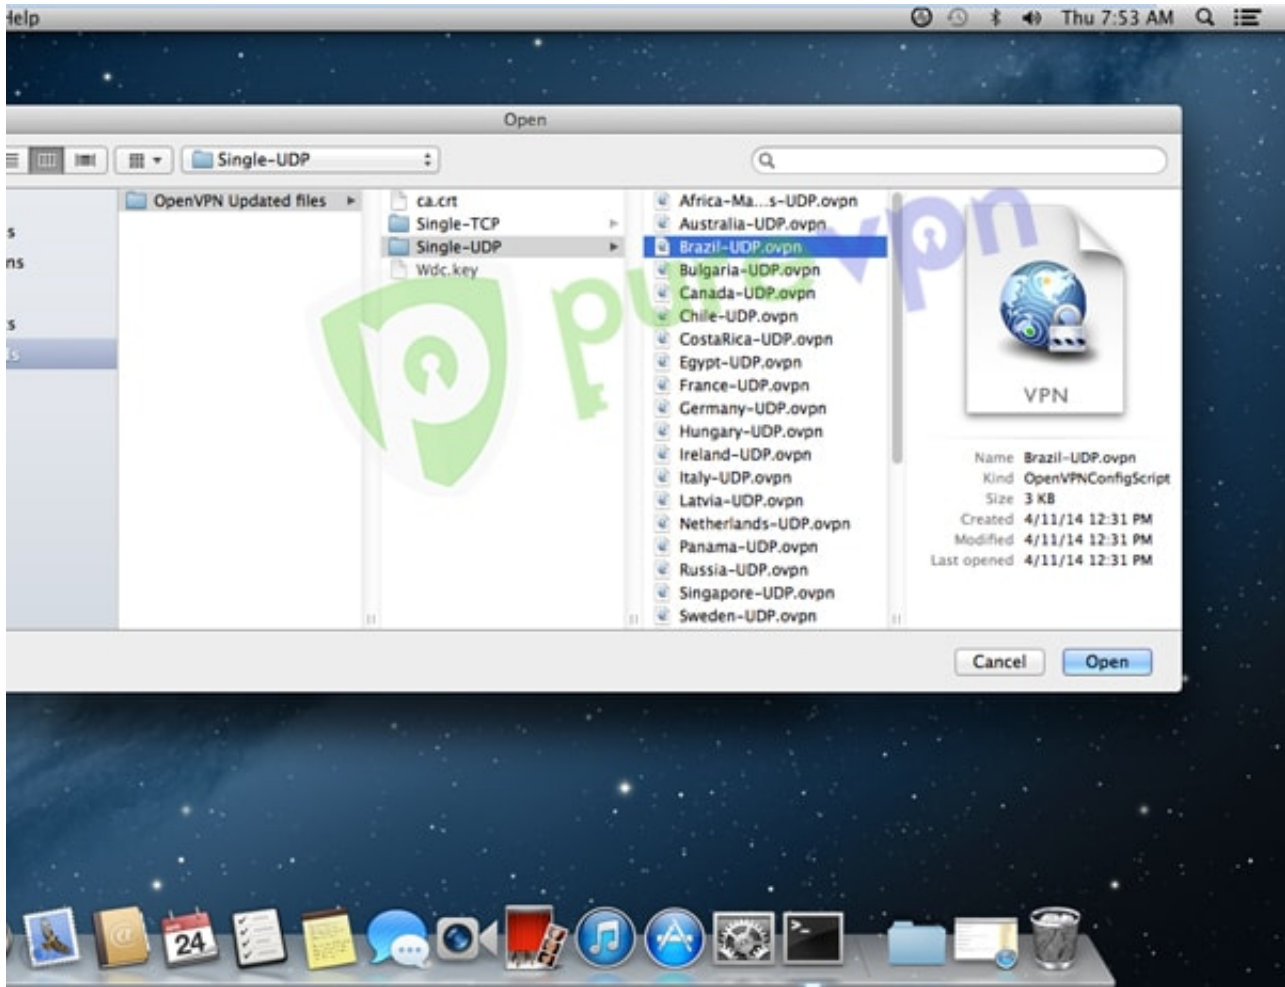 Help
Thu 7:53 AM
Open
Single-UDP
OpenVPN Updated files
ca.crt
Single-TCP
Single-UDP
Wdc.key
Africa-Ma...s-UDP.ovpn
Australia-UDP.ovpn
Brazil-UDP.ovpn
Bulgaria-UDP.ovpn
Canada-UDP.ovpn
Chile-UDP.ovpn
CostaRica-UDP.ovpn
Egypt-UDP.ovpn
France-UDP.ovpn
Germany-UDP.ovpn
Hungary-UDP.ovpn
Ireland-UDP.ovpn
Italy-UDP.ovpn
Latvia-UDP.ovpn
Netherlands-UDP.ovpn
Panama-UDP.ovpn
Russia-UDP.ovpn
Singapore-UDP.ovpn
Sweden-UDP.ovpn
VPN
Name Brazil-UDP.ovpn
Kind OpenVPNConfigScript
Size 3 KB
Created 4/11/14 12:31 PM
Modified 4/11/14 12:31 PM
Last opened 4/11/14 12:31 PM
purevpn
Cancel
Open
24